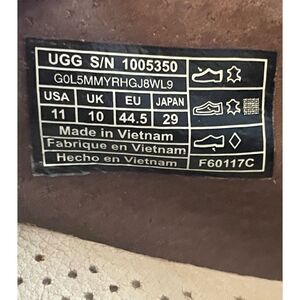 UGG S/N 1005350
G0L5MMYRHGJ8WL9
USA UK EU JAPAN
11 10 44.5 29
Made in Vietnam
Fabrique en Vietnam
Hecho en Vietnam
F60117C